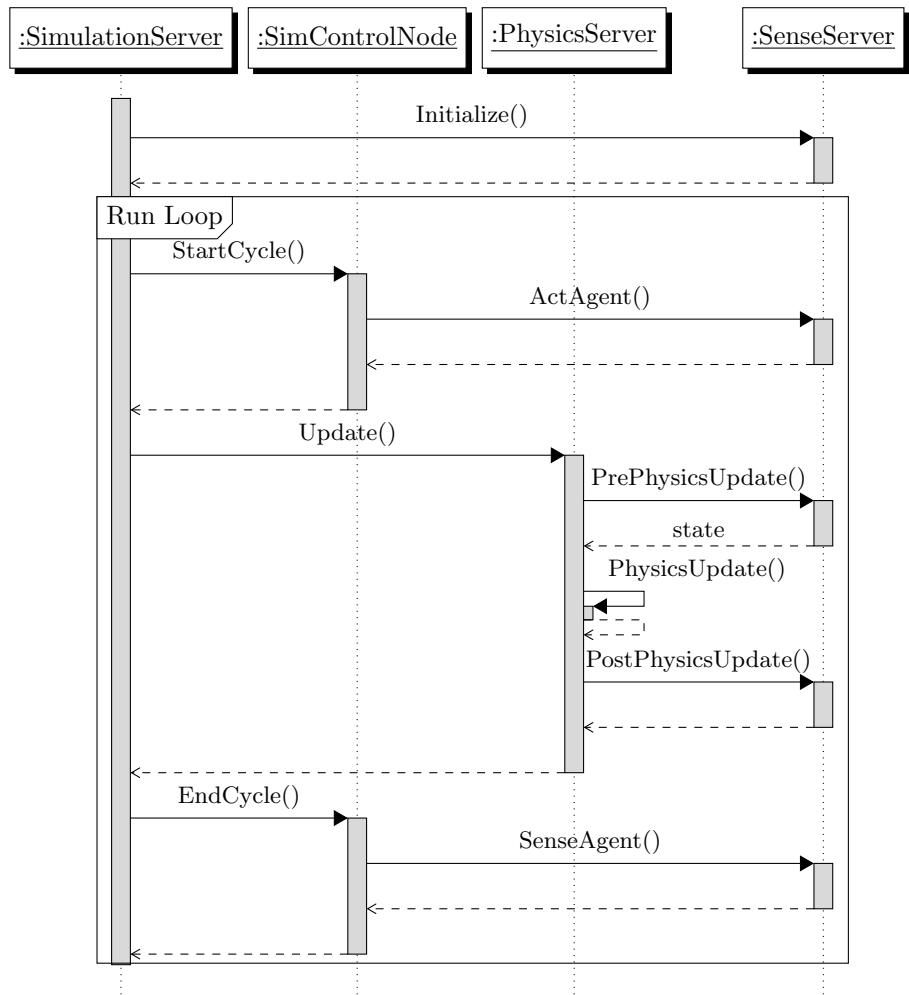 :SimulationServer
:SimControlNode
:PhysicsServer
:SenseServer
Initialize()
Run Loop
StartCycle()
ActAgent()
Update()
PrePhysicsUpdate()
state
PhysicsUpdate()
PostPhysicsUpdate()
EndCycle()
SenseAgent()